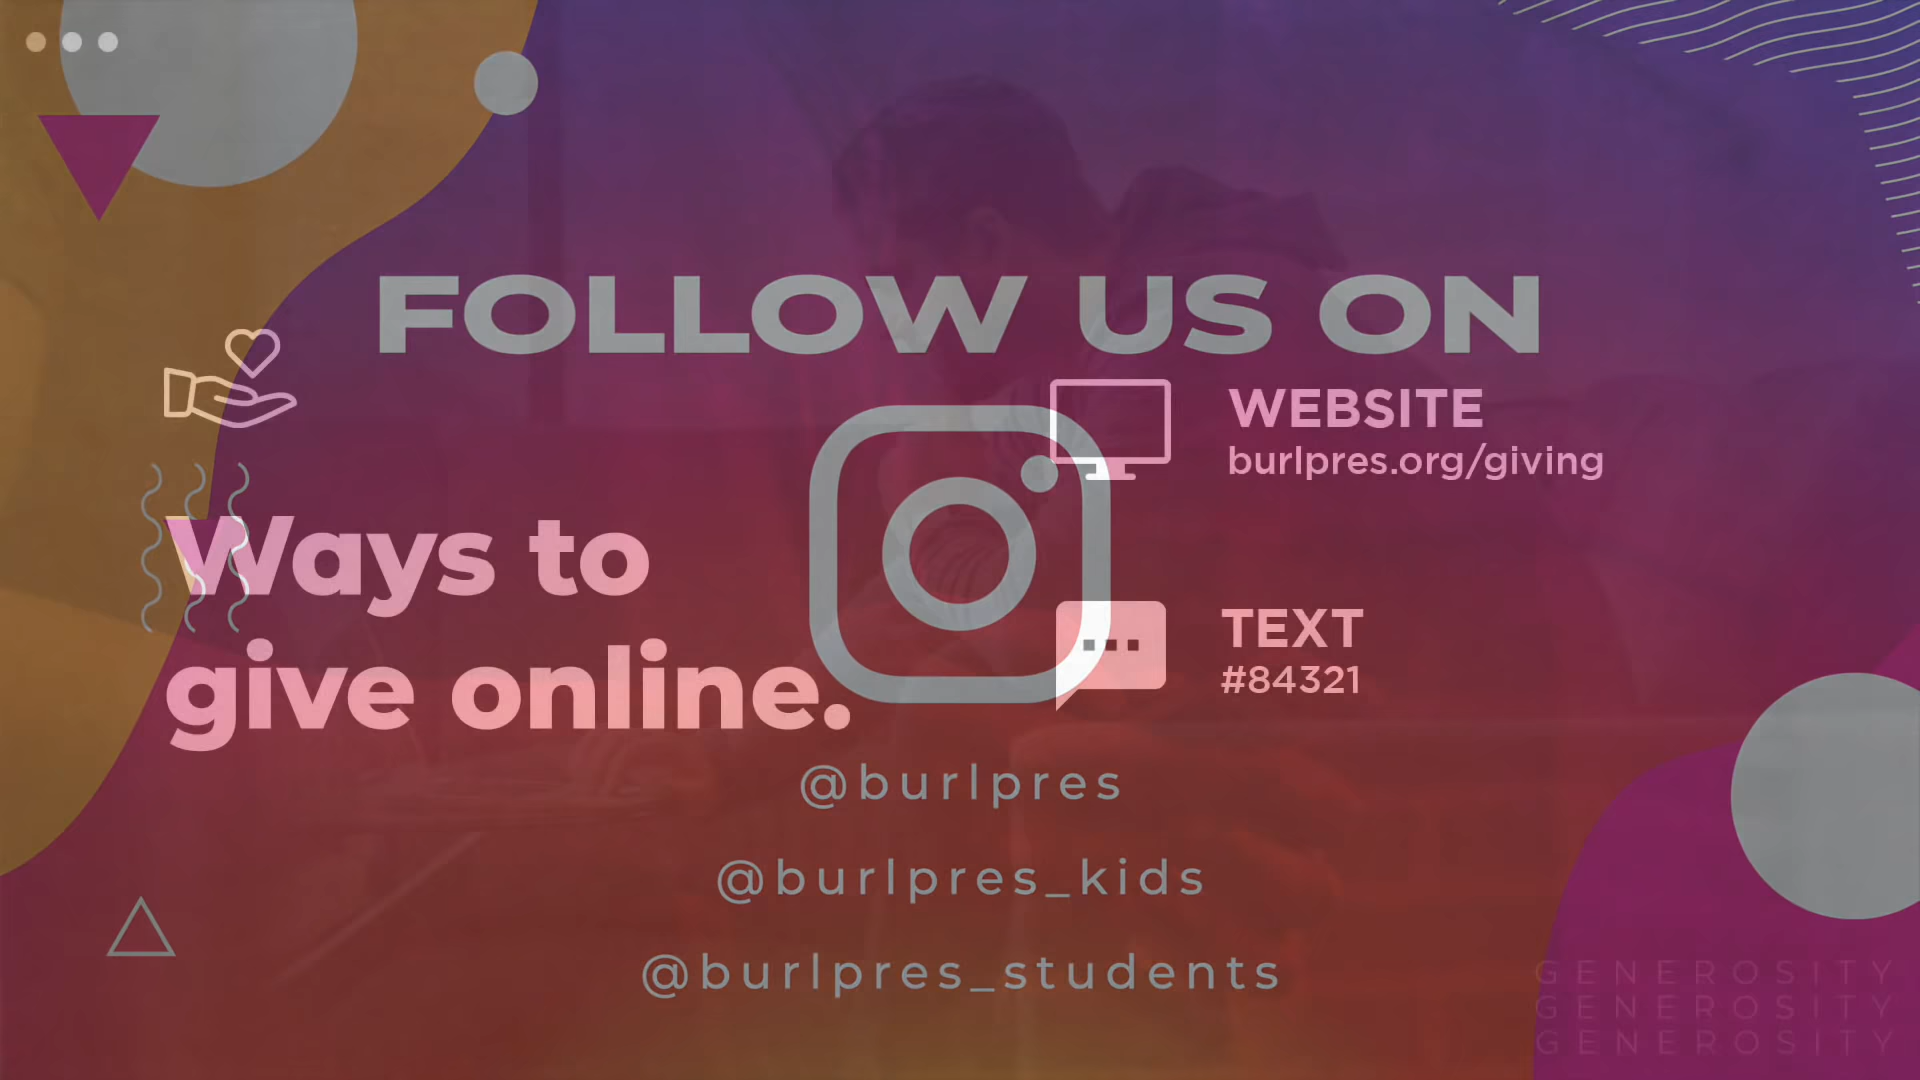 FOLLOW US ON
WEBSITE
burlpres.org/giving
Ways to
give online.
TEXT
#84321
@burlpres
@burlpres_kids
@burlpres_students
GENEROSITY
GENEROSITY
GENEROSITY